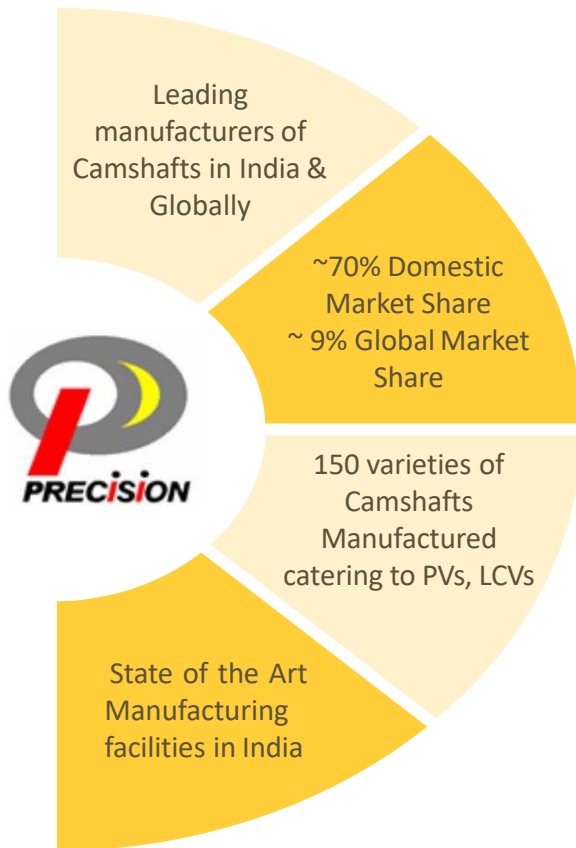 Leading
manufacturers of
Camshafts in India &
Globally
~70% Domestic
Market Share
~ 9% Global Market
Share
PRECISION
150 varieties of
Camshafts
Manufactured
catering to PVs, LCVs
State of the Art
Manufacturing
facilities in India